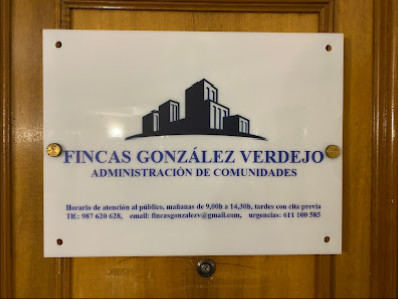 FINCAS GONZÁLEZ VERDEJO
ADMINISTRACIÓN DE COMUNIDADES
Horario de atención al público, mañanas de 9,00h a 14,30h, tardes con cita previa
Tlf.: 987 620 628, email: fincasgonzalezv@gmail.com, urgencias: 611 100 585